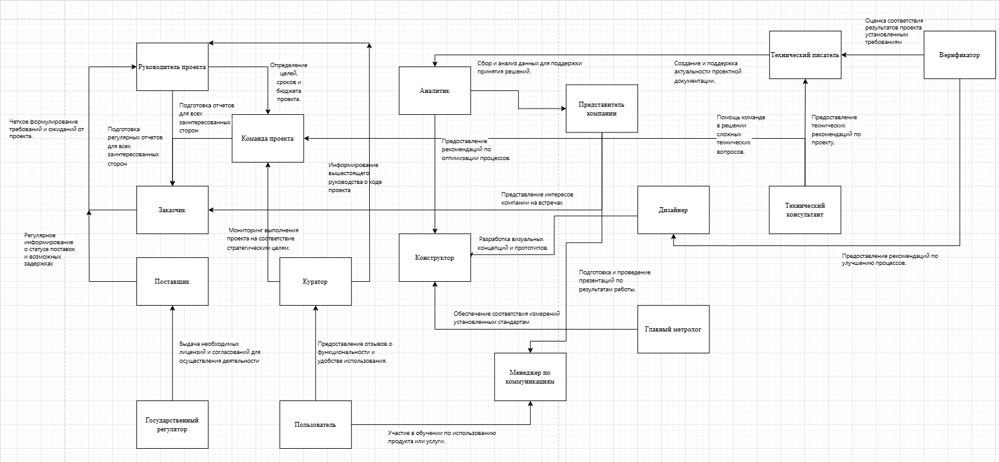 Оценка соответствия
результатов проекта
установленным
требованиям
Руководитель проекта
Определение
целей,
сроков и
бюджета
проекта.
Сбор и анализ данных для поддержки
принятия решений.
Создание и поддержка
актуальности проектной
документации.
Технический писатель
Верификатор
Аналитик
Представитель
компании
Подготовка отчетов
для всех
заинтересованных
сторон
Четкое формулирование
требований и ожиданий от
проекта.
Подготовка
регулярных отчетов
для всех
заинтересованных
сторон
Команда проекта
Предоставление
рекомендаций по
оптимизации процессов.
Помощь команде
в решении
сложных
технических
вопросов.
Предоставление
технических
рекомендаций по
проекту.
Информирование
вышестоящего
руководства о ходе
проекта
Заказчик
Представление интересов
компании на встречах
Дизайнер
Технический
консультант
Регулярное
информирование
о статусе поставок
и возможных
задержках
Мониторинг выполнения
проекта на соответствие
стратегическим целям.
Разработка визуальных
концепций и прототипов.
Конструктор
Предоставление рекомендаций по
улучшению процессов.
Поставщик
Куратор
Подготовка и проведение
презентаций по
результатам работы.
Обеспечение соответствия измерений
установленным стандартам
Главный метролог
Выдача необходимых
лицензий и согласований для
осуществления деятельности
Предоставление отзывов о
функциональности и
удобстве использования.
Менеджер по
коммуникациям
Государственный
регулятор
Пользователь
Участие в обучении по использованию
продукта или услуги.